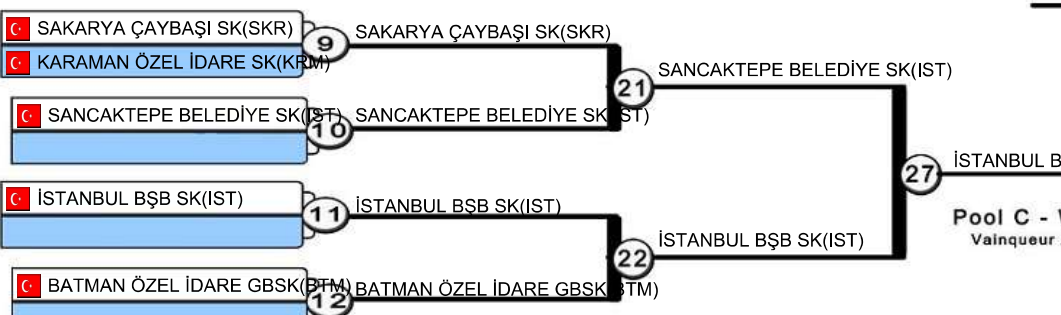 SAKARYA ÇAYBAŞI SK(SKR)
KARAMAN ÖZEL İDARE SK(KRM)
9
SAKARYA ÇAYBAŞI SK(SKR)
SANCAKTEPE BELEDİYE SK(IST)
10
SANCAKTEPE BELEDİYE SK(IST)
21
SANCAKTEPE BELEDİYE SK(IST)
İSTANBUL BŞB SK(IST)
11
İSTANBUL BŞB SK(IST)
BATMAN ÖZEL İDARE GBSK(BTM)
12
BATMAN ÖZEL İDARE GBSK(BTM)
22
İSTANBUL BŞB SK(IST)
27
İSTANBUL B
Pool C -
Vainqueur